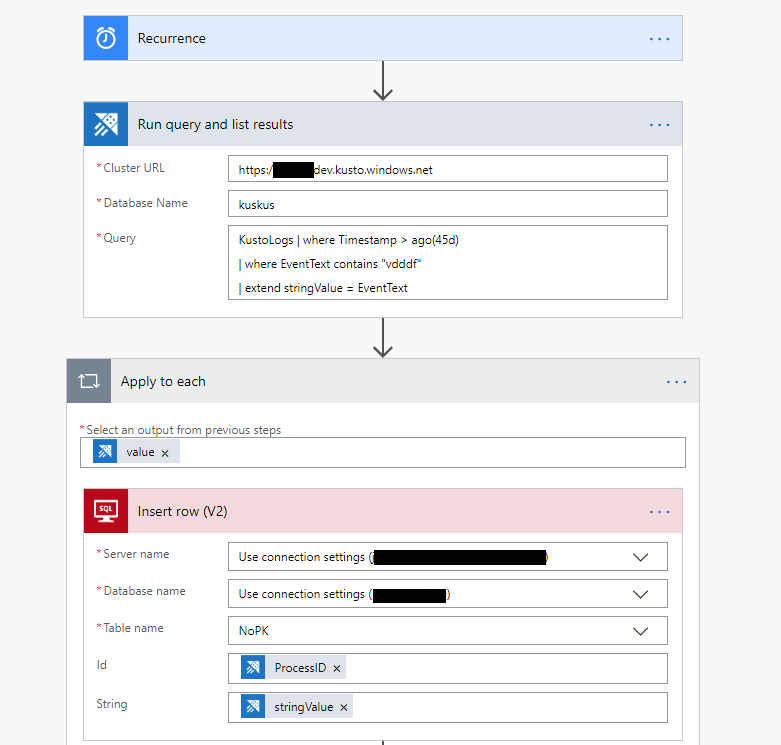 Recurrence
...
Run query and list results
...
*Cluster URL
https:/ dev.kusto.windows.net
*Database Name
kuskus
*Query
KustoLogs | where Timestamp > ago(45d)
| where EventText contains "vdddf"
| extend stringValue = EventText
Apply to each
...
*Select an output from previous steps
value ×
SQL
Insert row (V2)
...
*Server name
Use connection settings ( )
*Database name
Use connection settings ( )
*Table name
NoPK
Id
ProcessID ×
String
stringValue ×